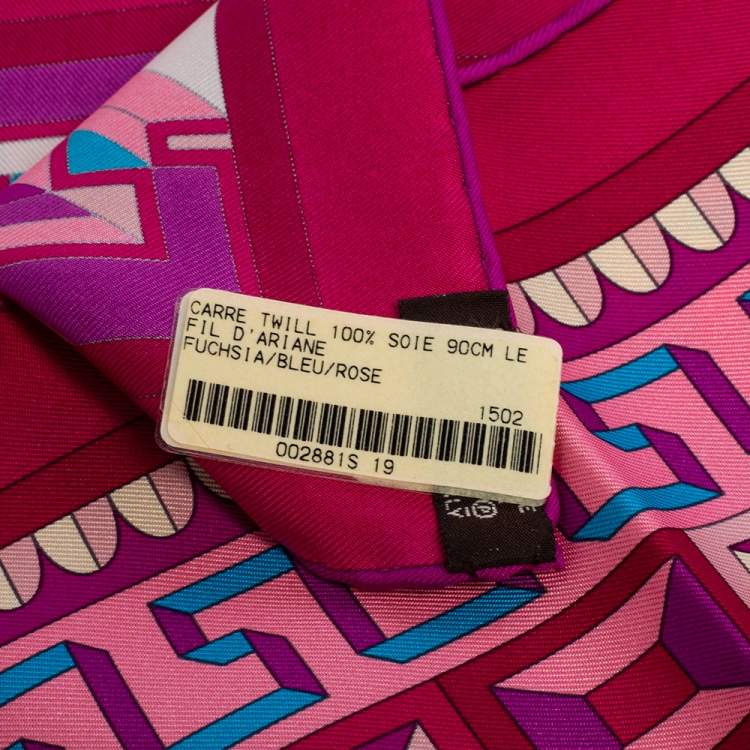 CARRE TWILL 100% SOIE 90CM LE
FIL D'ARIANE
FUCHSIA/BLEU/ROSE
1502
002881S 19